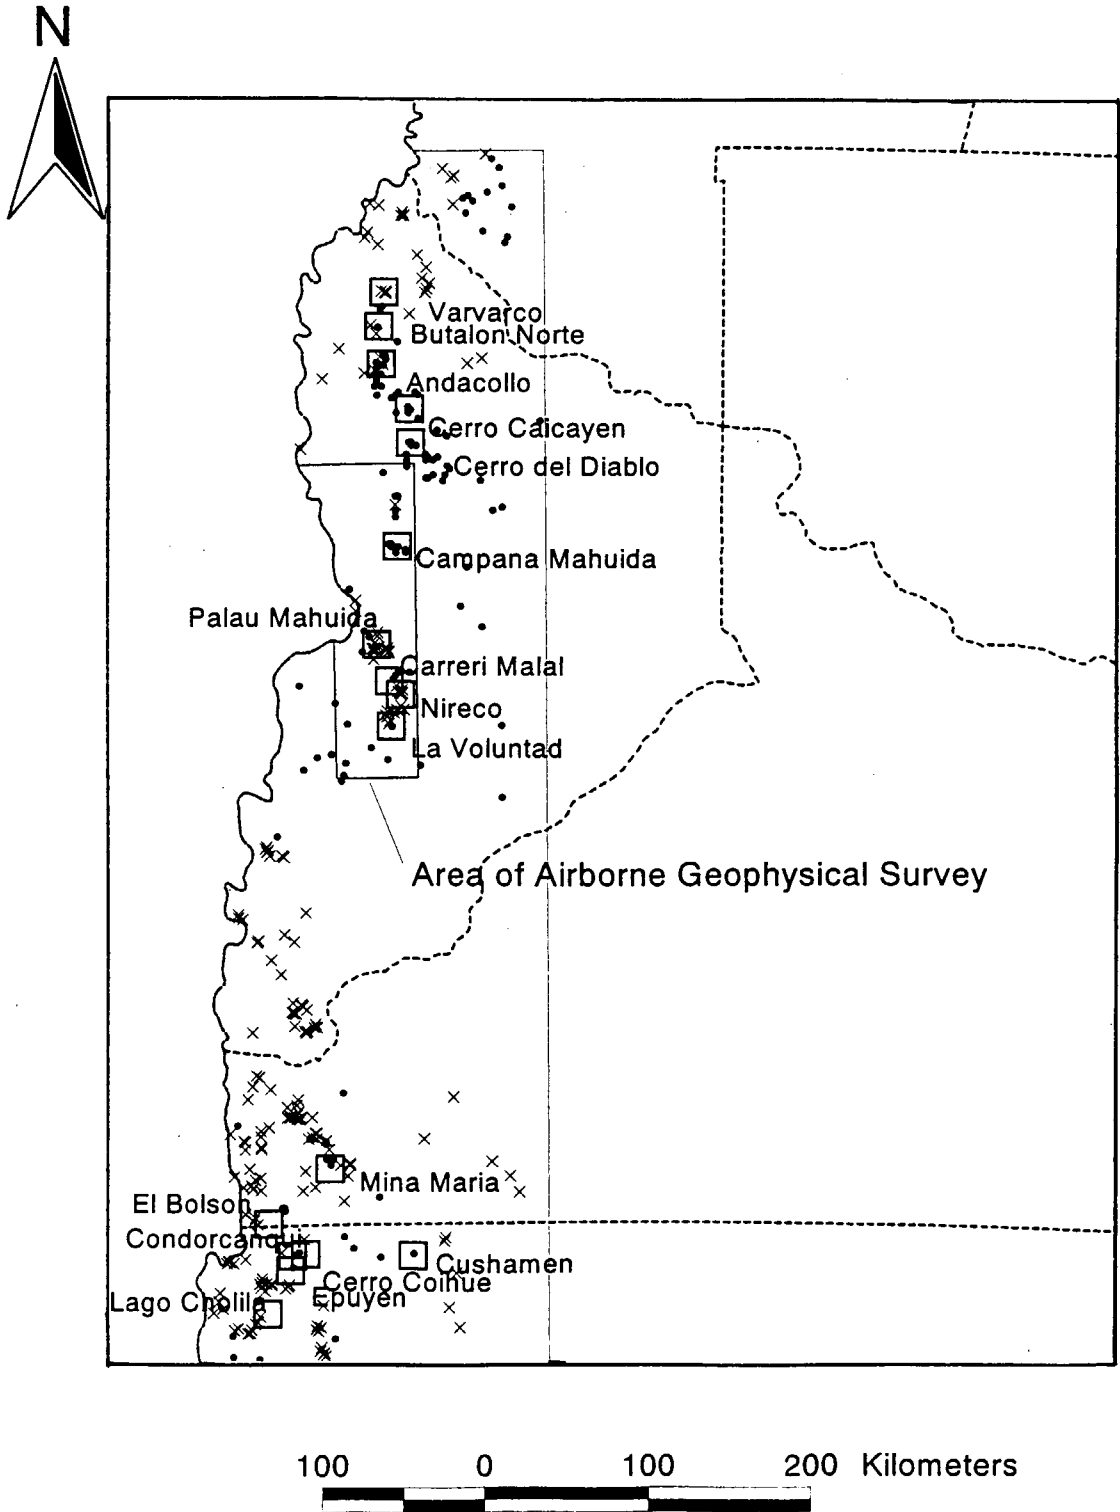 N
Varvarco
Butalon Norte
Andacollo
Cerro Caicayen
Cerro del Diablo
Campana Mahuida
Palau Mahuida
Carreri Malal
Nireco
La Voluntad
Area of Airborne Geophysical Survey
Mina Maria
El Bolson
Condorcanqui
Cushamen
Cerro Coihue
Epuyen
Lago Cholila
100 0 100 200 Kilometers